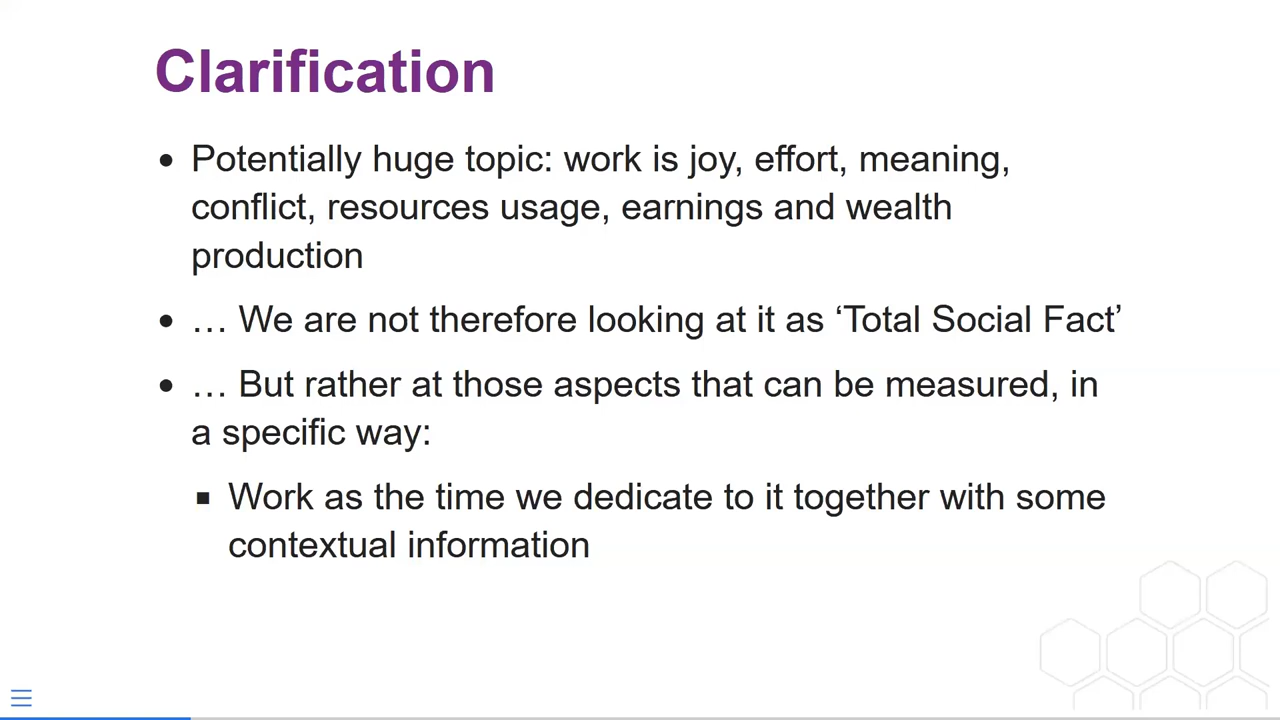 Clarification
• Potentially huge topic: work is joy, effort, meaning,
conflict, resources usage, earnings and wealth
production
• … We are not therefore looking at it as ‘Total Social Fact’
• … But rather at those aspects that can be measured, in
a specific way:
▪ Work as the time we dedicate to it together with some
contextual information